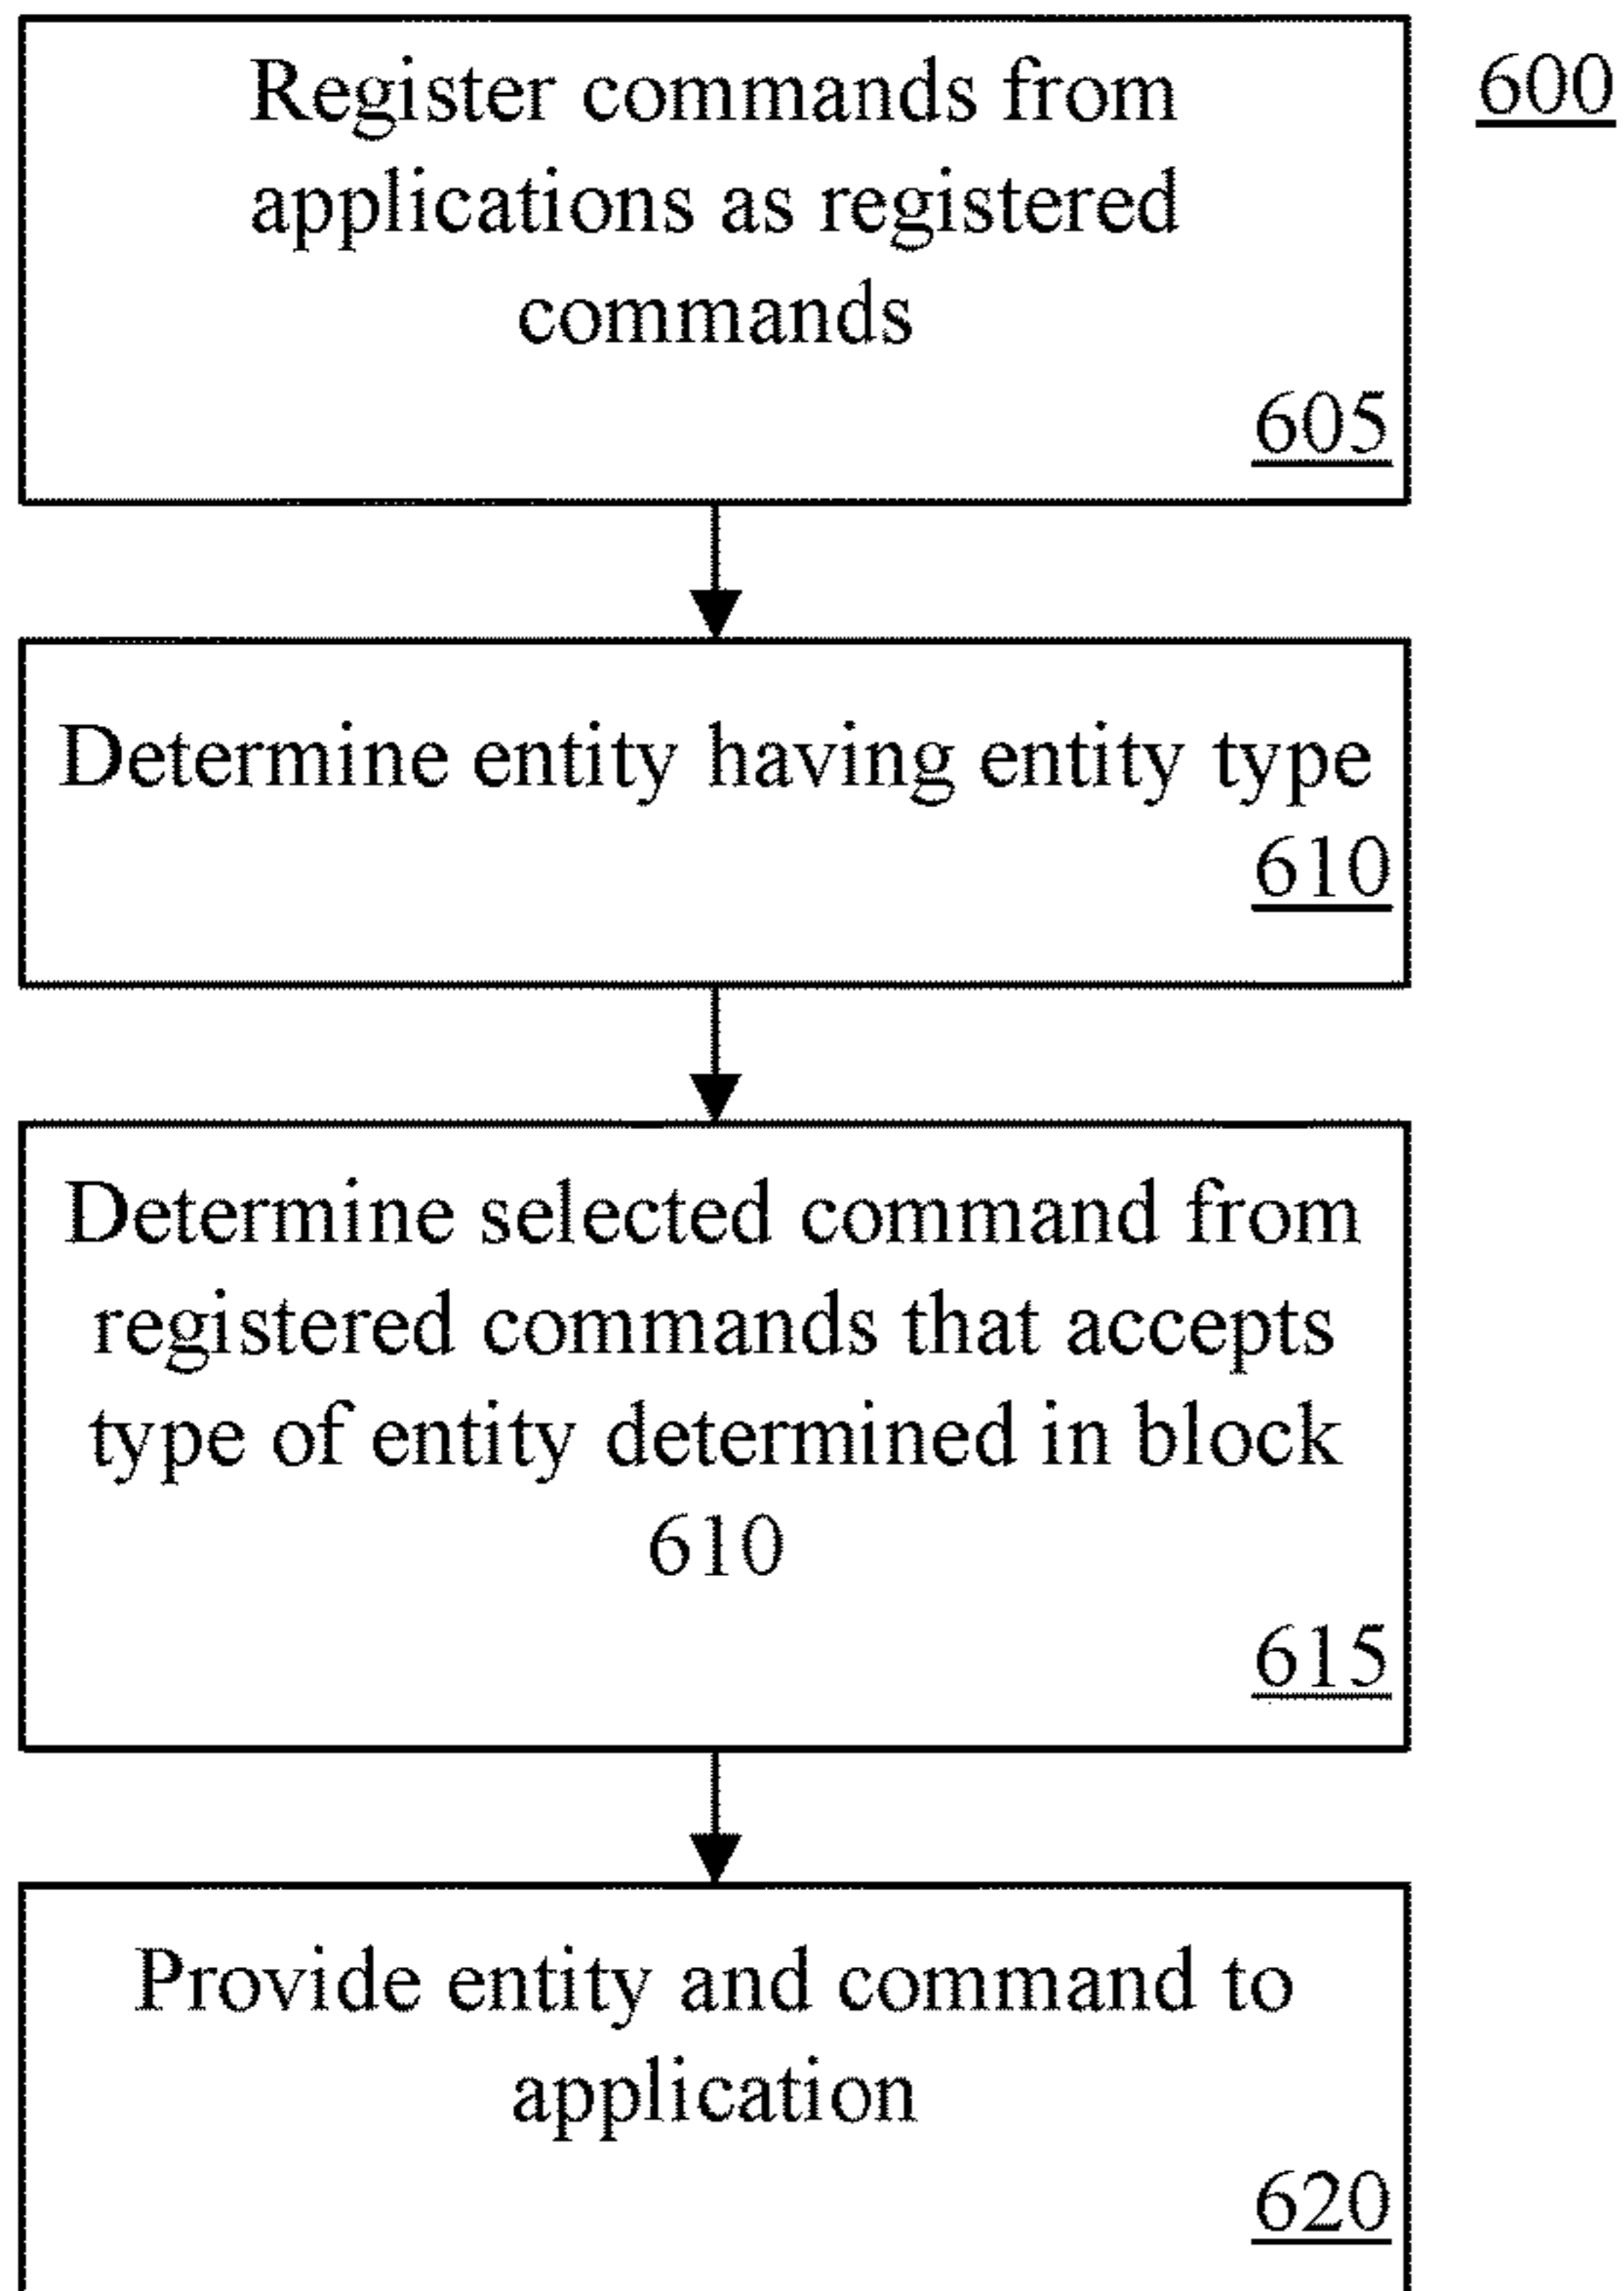 Register commands from
applications as registered
commands
605
600
Determine entity having entity type
610
Determine selected command from
registered commands that accepts
type of entity determined in block
610
615
Provide entity and command to
application
620